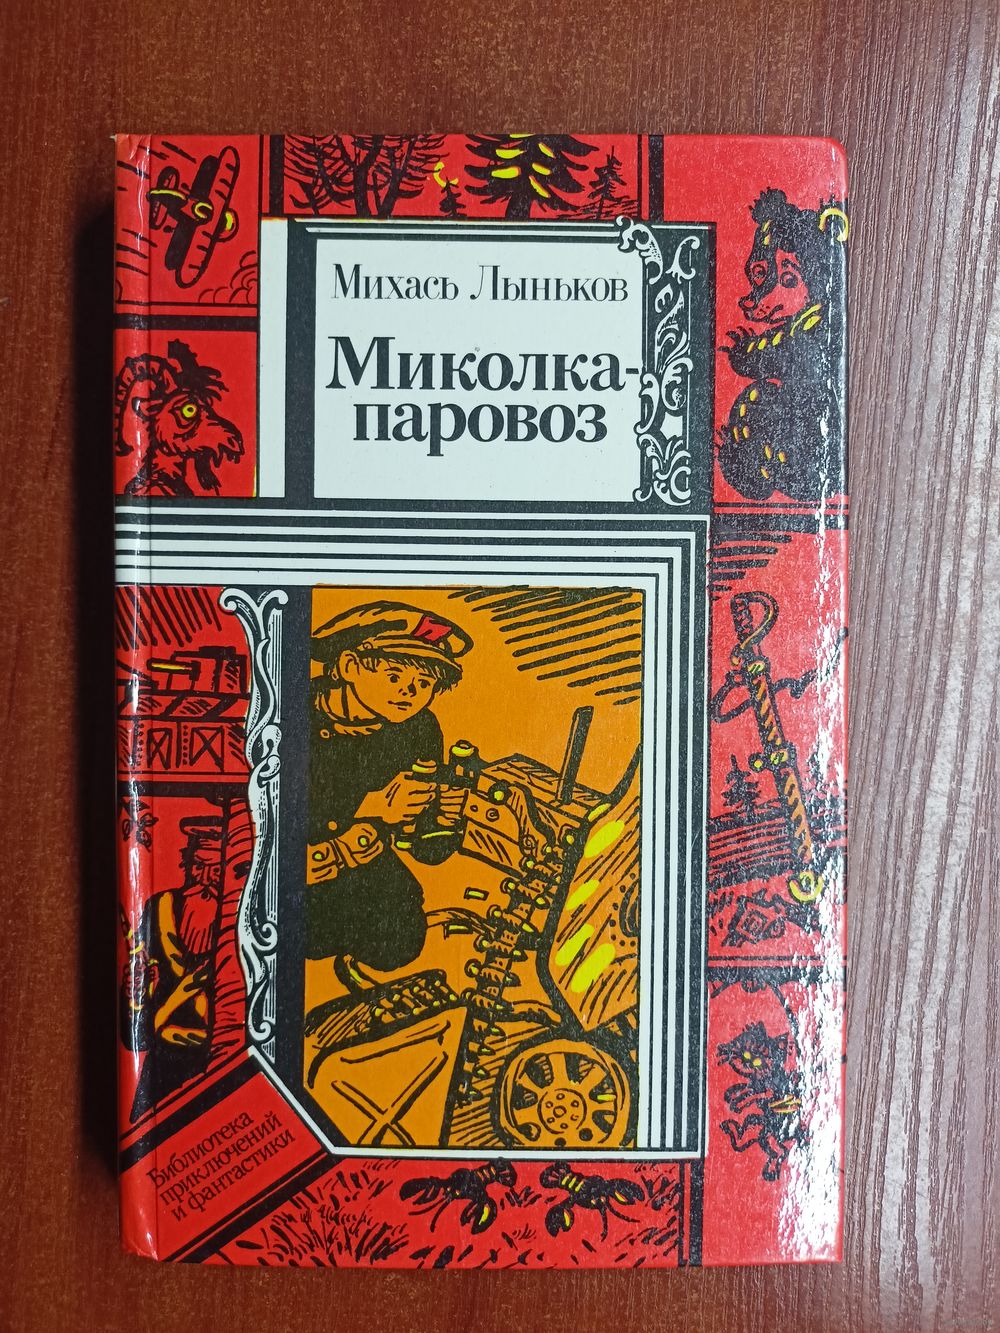 Михась Лыньков
Миколка-
паровоз
Библиотека
приключений
и фантастики